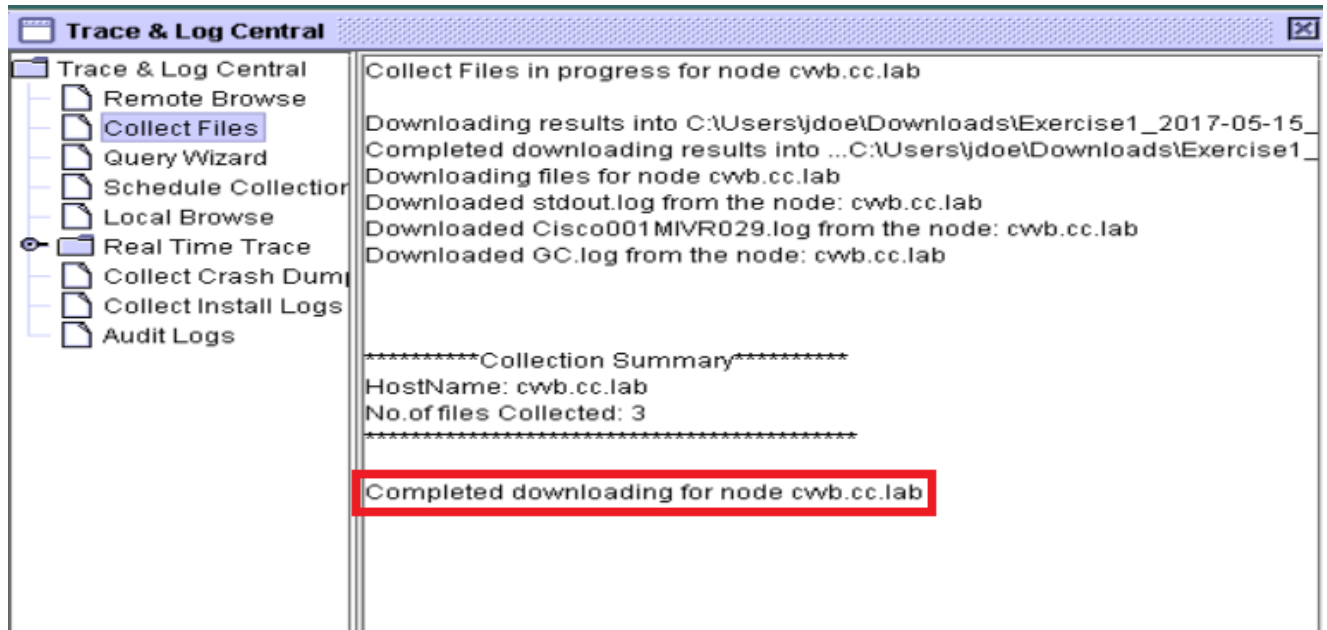 Trace & Log Central
Trace & Log Central
Remote Browse
Collect Files
Query Wizard
Schedule Collection
Local Browse
Real Time Trace
Collect Crash Dump
Collect Install Logs
Audit Logs
Collect Files in progress for node cwb.cc.lab
Downloading results into C:\Users\jdoe\Downloads\Exercise1_2017-05-15_
Completed downloading results into ...C:\Users\jdoe\Downloads\Exercise1_
Downloading files for node cwb.cc.lab
Downloaded stdout.log from the node: cwb.cc.lab
Downloaded Cisco001MIVR029.log from the node: cwb.cc.lab
Downloaded GC.log from the node: cwb.cc.lab
**********Collection Summary**********
HostName: cwb.cc.lab
No.of files Collected: 3
*******************************************
Completed downloading for node cwb.cc.lab